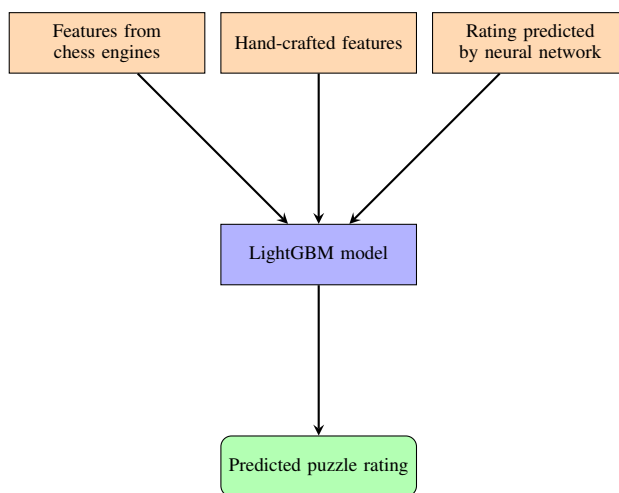 Features from
chess engines
Hand-crafted features
Rating predicted
by neural network
LightGBM model
Predicted puzzle rating